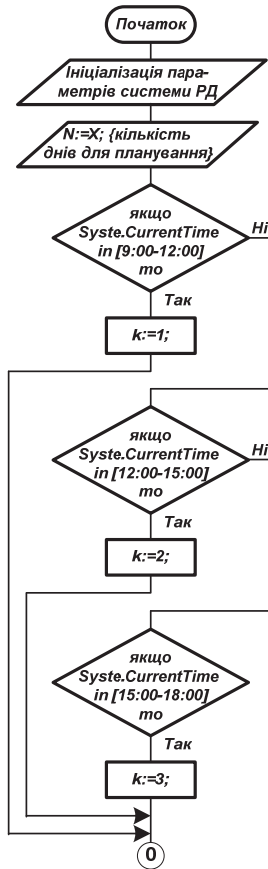 Початок
Ініціалізація пара-
метрів системи РД
N:=X; {кількість
днів для планування}
якщо
Syste.CurrentTime
in [9:00-12:00]
то
Ні
Так
k:=1;
якщо
Syste.CurrentTime
in [12:00-15:00]
то
Ні
Так
k:=2;
якщо
Syste.CurrentTime
in [15:00-18:00]
то
Так
k:=3;
0